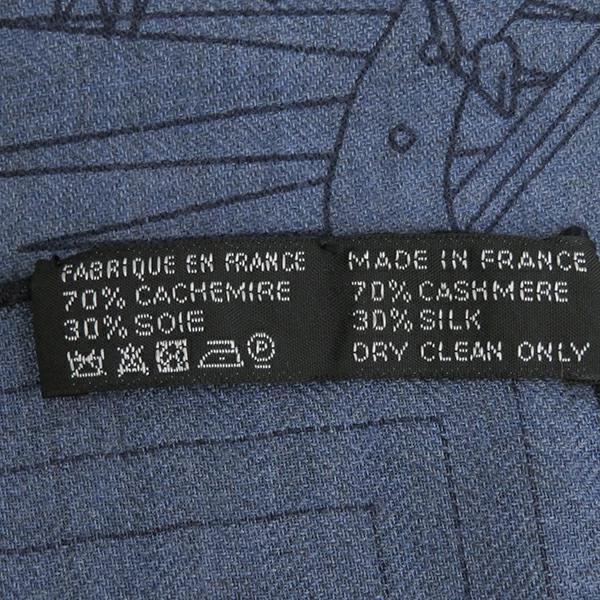 FABRIQUE EN FRANCE
70% CACHEMIRE
30% SOIE
P
MADE IN FRANCE
70% CASHMERE
30% SILK
DRY CLEAN ONLY